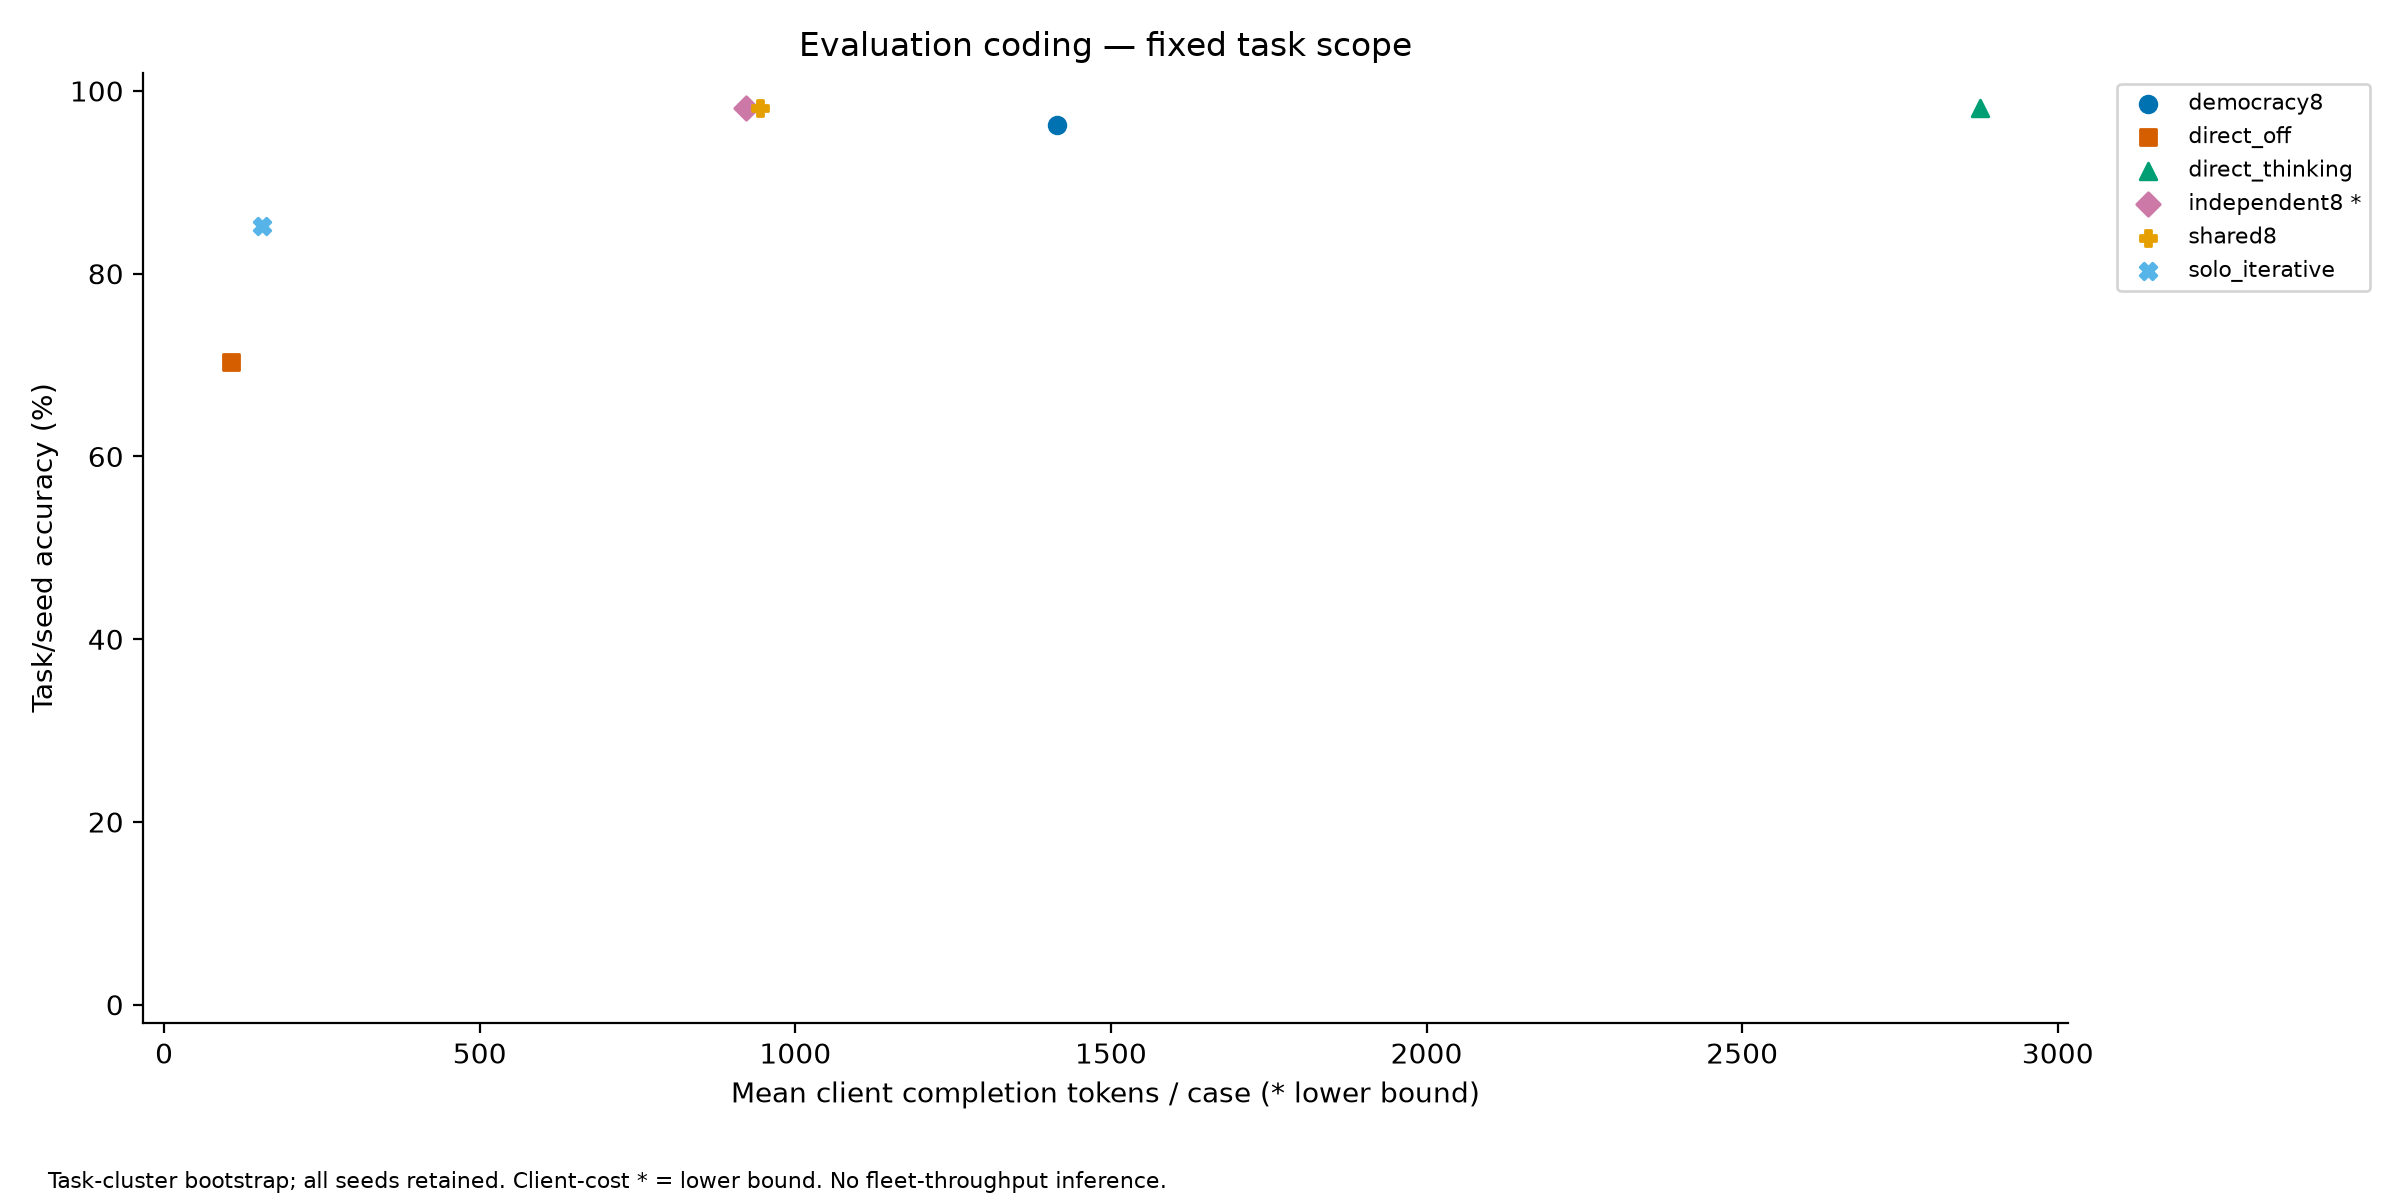 Evaluation coding — fixed task scope
100
80
60
40
20
0
Task/seed accuracy (%)
0 500 1000 1500 2000 2500 3000
Mean client completion tokens / case (* lower bound)
democracy8
direct_off
direct_thinking
independent8 *
shared8
solo_iterative
Task-cluster bootstrap; all seeds retained. Client-cost * = lower bound. No fleet-throughput inference.